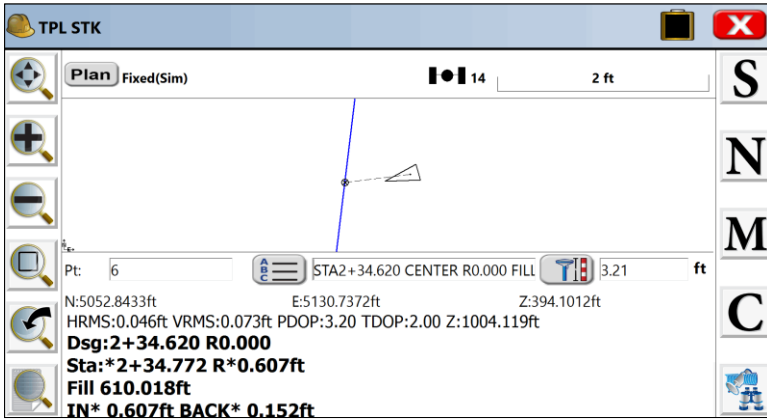 TPL STK
Plan Fixed(Sim) 14 2 ft
S
N
M
C
Pt: 6 A B C STA2+34.620 CENTER R0.000 FILL 3.21 ft
N:5052.8433ft E:5130.7372ft Z:394.1012ft
HRMS:0.046ft VRMS:0.073ft PDOP:3.20 TDOP:2.00 Z:1004.119ft
Dsg:2+34.620 R0.000
Sta:*2+34.772 R*0.607ft
Fill 610.018ft
IN* 0.607ft BACK* 0.152ft